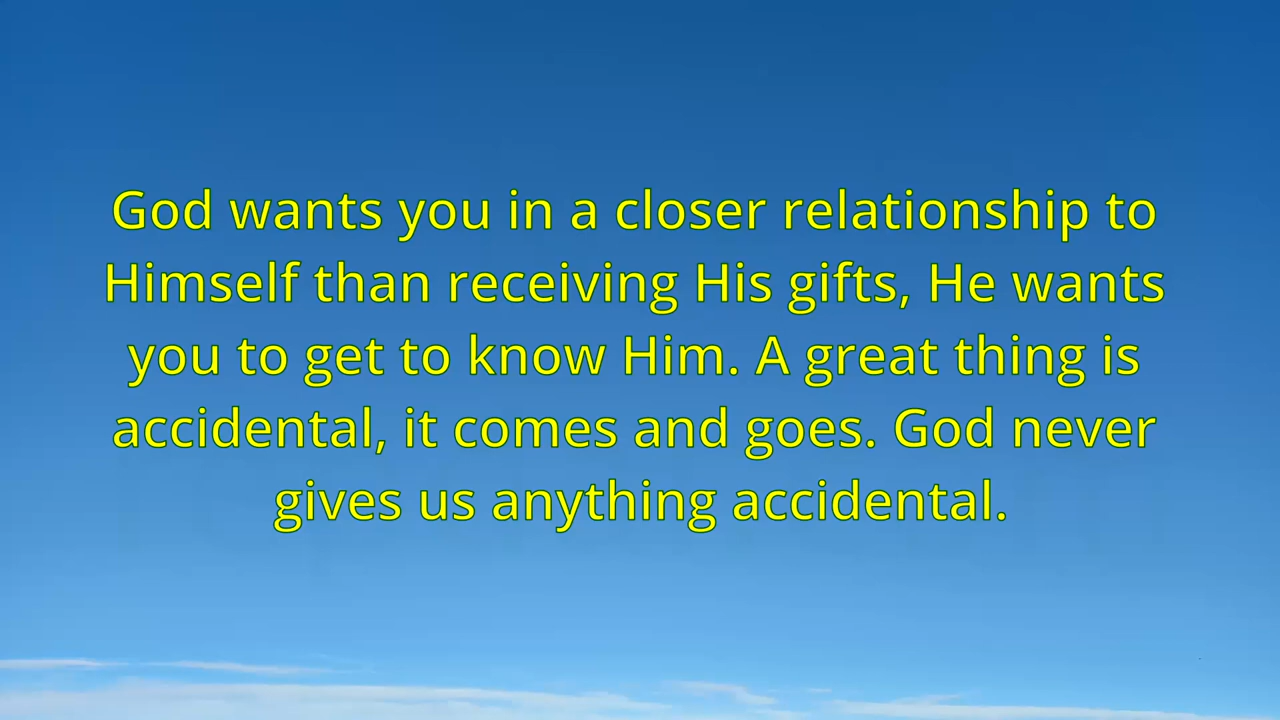 God wants you in a closer relationship to
Himself than receiving His gifts, He wants
you to get to know Him. A great thing is
accidental, it comes and goes. God never
gives us anything accidental.